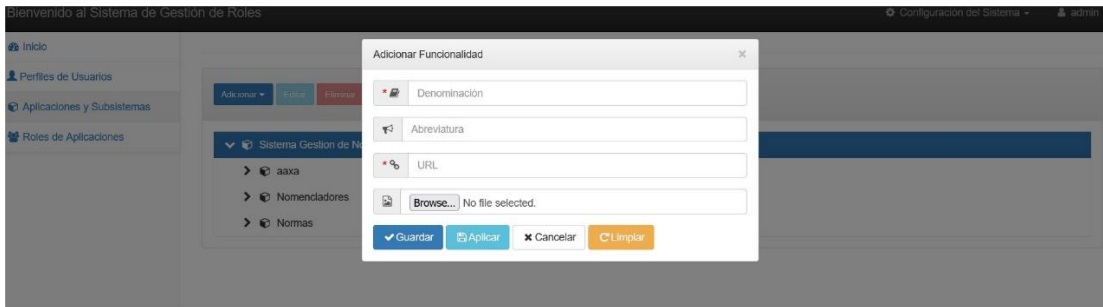 Bienvenido al Sistema de Gestión de Roles
Configuración del Sistema
admin
Inicio
Perfiles de Usuarios
Aplicaciones y Subsistemas
Roles de Aplicaciones
Adicionar
Editar
Eliminar
Sistema Gestion de No
aaxa
Nomencladores
Normas
Adicionar Funcionalidad
×
* Denominación
Abreviatura
* URL
Browse... No file selected.
Guardar Aplicar Cancelar Limpiar